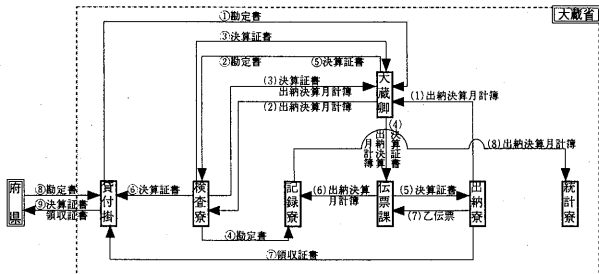 ①勘定書
大蔵省
③決算証書
②勘定書
⑤決算証書
(3)決算証書
出納決算月計簿
(2)出納決算月計簿
大蔵卿
(1)出納決算月計簿
(4)
決算証書
出納決算
月計簿
(8)出納決算月計簿
府県
⑧勘定書
⑨決算証書
領収証書
貸付掛
⑥決算証書
検査寮
記録寮
(6)出納決算
月計簿
伝票課
(5)決算証書
(7)乙伝票
出納寮
統計寮
④勘定書
⑦領収証書